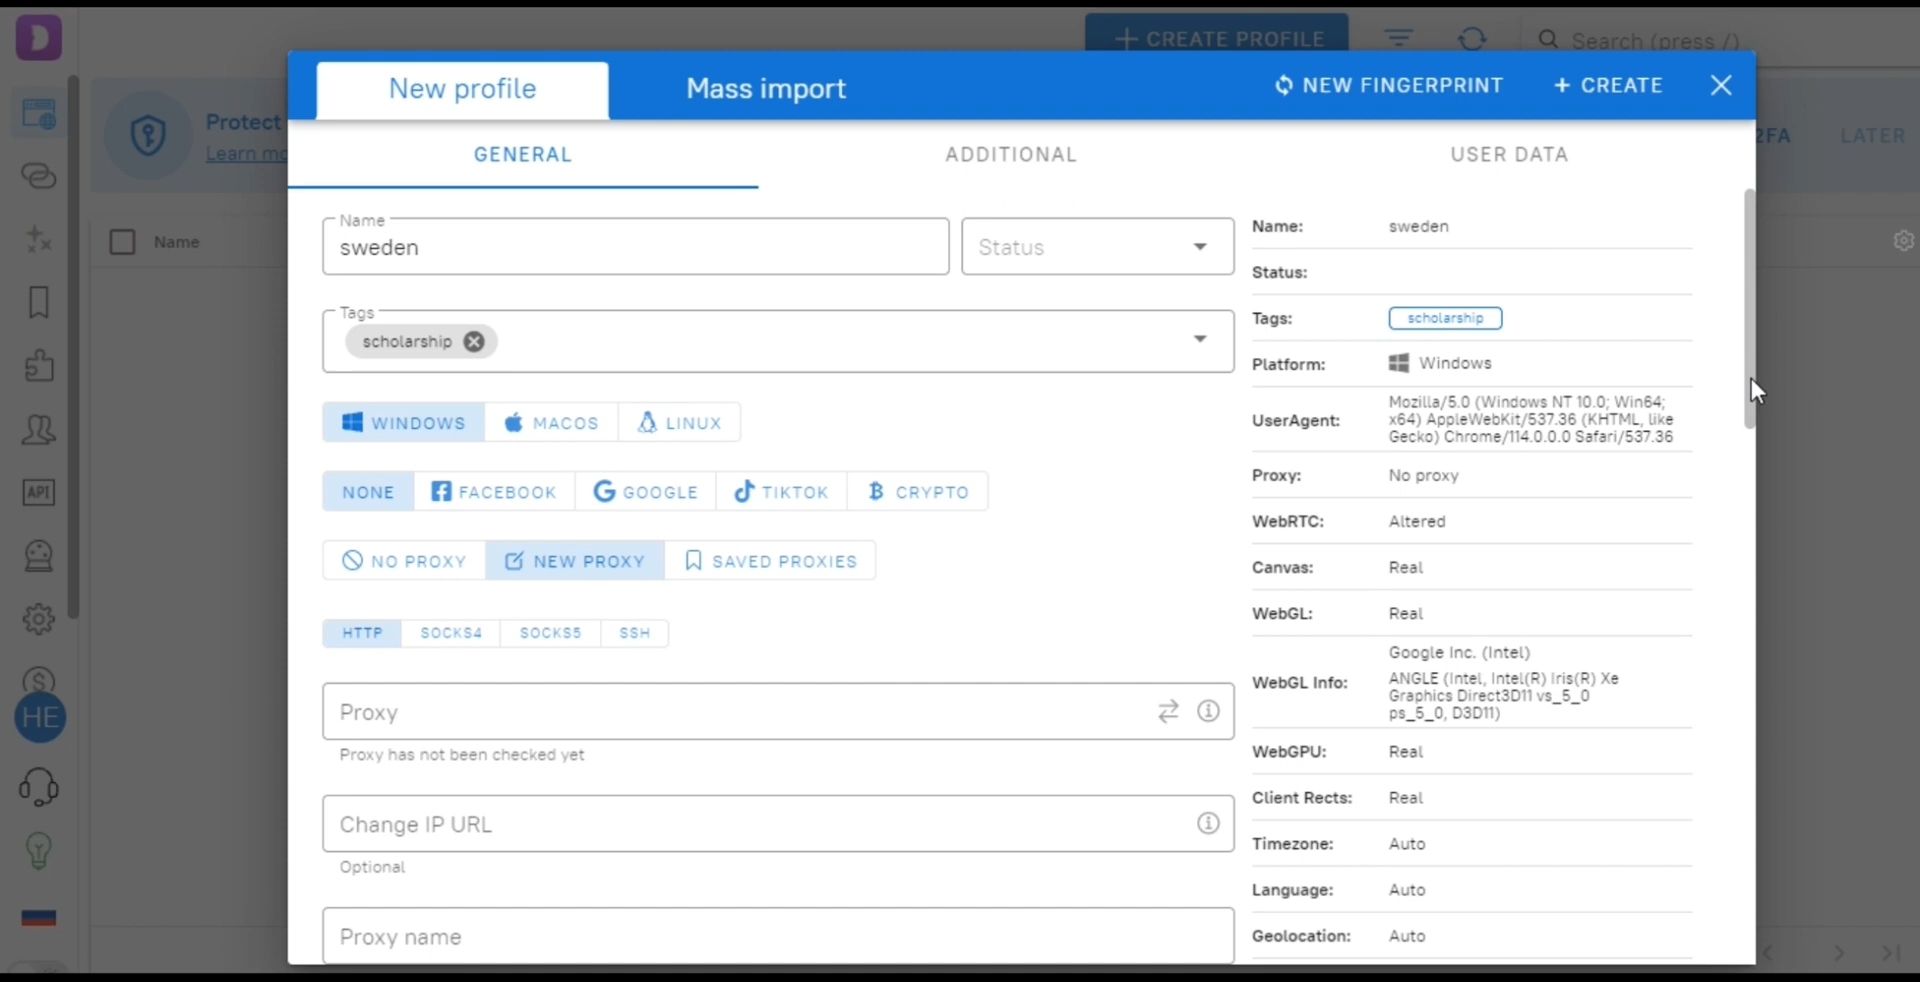 CREATE PROFILE
Search (press /)
New profile
Mass import
NEW FINGERPRINT
+ CREATE
Protect
Learn mo
2FA
LATER
GENERAL
ADDITIONAL
USER DATA
Name
sweden
Status
Name
Tags
scholarship
WINDOWS
MACOS
LINUX
NONE
FACEBOOK
GOOGLE
TIKTOK
CRYPTO
NO PROXY
NEW PROXY
SAVED PROXIES
HTTP
SOCKS4
SOCKS5
SSH
Proxy
Proxy has not been checked yet
Change IP URL
Optional
Proxy name
API
HE
Name: sweden
Status:
Tags: scholarship
Platform: Windows
UserAgent: Mozilla/5.0 (Windows NT 10.0; Win64;
x64) AppleWebKit/537.36 (KHTML, like
Gecko) Chrome/114.0.0.0 Safari/537.36
Proxy: No proxy
WebRTC: Altered
Canvas: Real
WebGL: Real
WebGL Info: Google Inc. (Intel)
ANGLE (Intel, Intel(R) Iris(R) Xe
Graphics Direct3D11 vs_5_0
ps_5_0, D3D11)
WebGPU: Real
Client Rects: Real
Timezone: Auto
Language: Auto
Geolocation: Auto